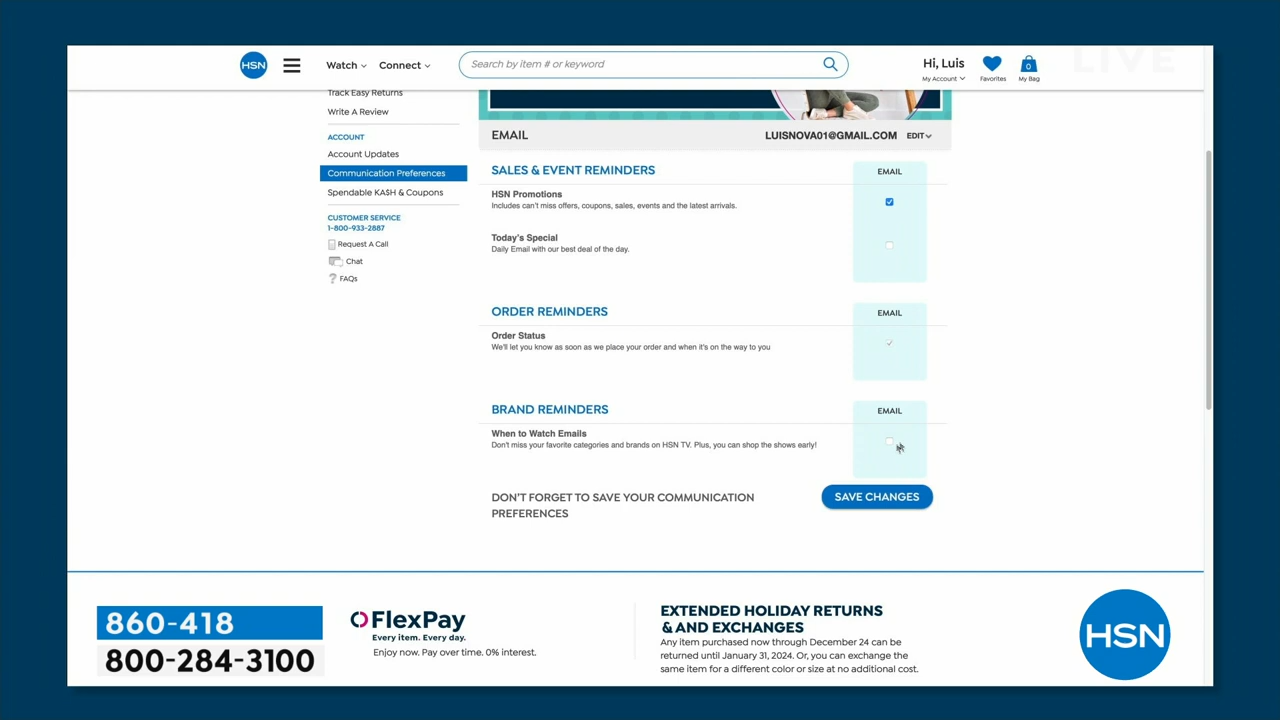 HSN
Watch
Connect
Search by item # or keyword
Hi, Luis
My Account
Favorites
0
My Bag
LIVE
Track Easy Returns
Write A Review
ACCOUNT
Account Updates
Communication Preferences
Spendable KA$H & Coupons
CUSTOMER SERVICE
1-800-933-2887
Request A Call
Chat
FAQs
EMAIL
LUISNOVA01@GMAIL.COM
EDIT
SALES & EVENT REMINDERS
EMAIL
HSN Promotions
Includes can't miss offers, coupons, sales, events and the latest arrivals.
Today's Special
Daily Email with our best deal of the day.
ORDER REMINDERS
EMAIL
Order Status
We'll let you know as soon as we place your order and when it's on the way to you
BRAND REMINDERS
EMAIL
When to Watch Emails
Don't miss your favorite categories and brands on HSN TV. Plus, you can shop the shows early!
DON'T FORGET TO SAVE YOUR COMMUNICATION
PREFERENCES
SAVE CHANGES
860-418
800-284-3100
FlexPay
Every item. Every day.
Enjoy now. Pay over time. 0% interest.
EXTENDED HOLIDAY RETURNS
& AND EXCHANGES
Any item purchased now through December 24 can be
returned until January 31, 2024. Or, you can exchange the
same item for a different color or size at no additional cost.
HSN